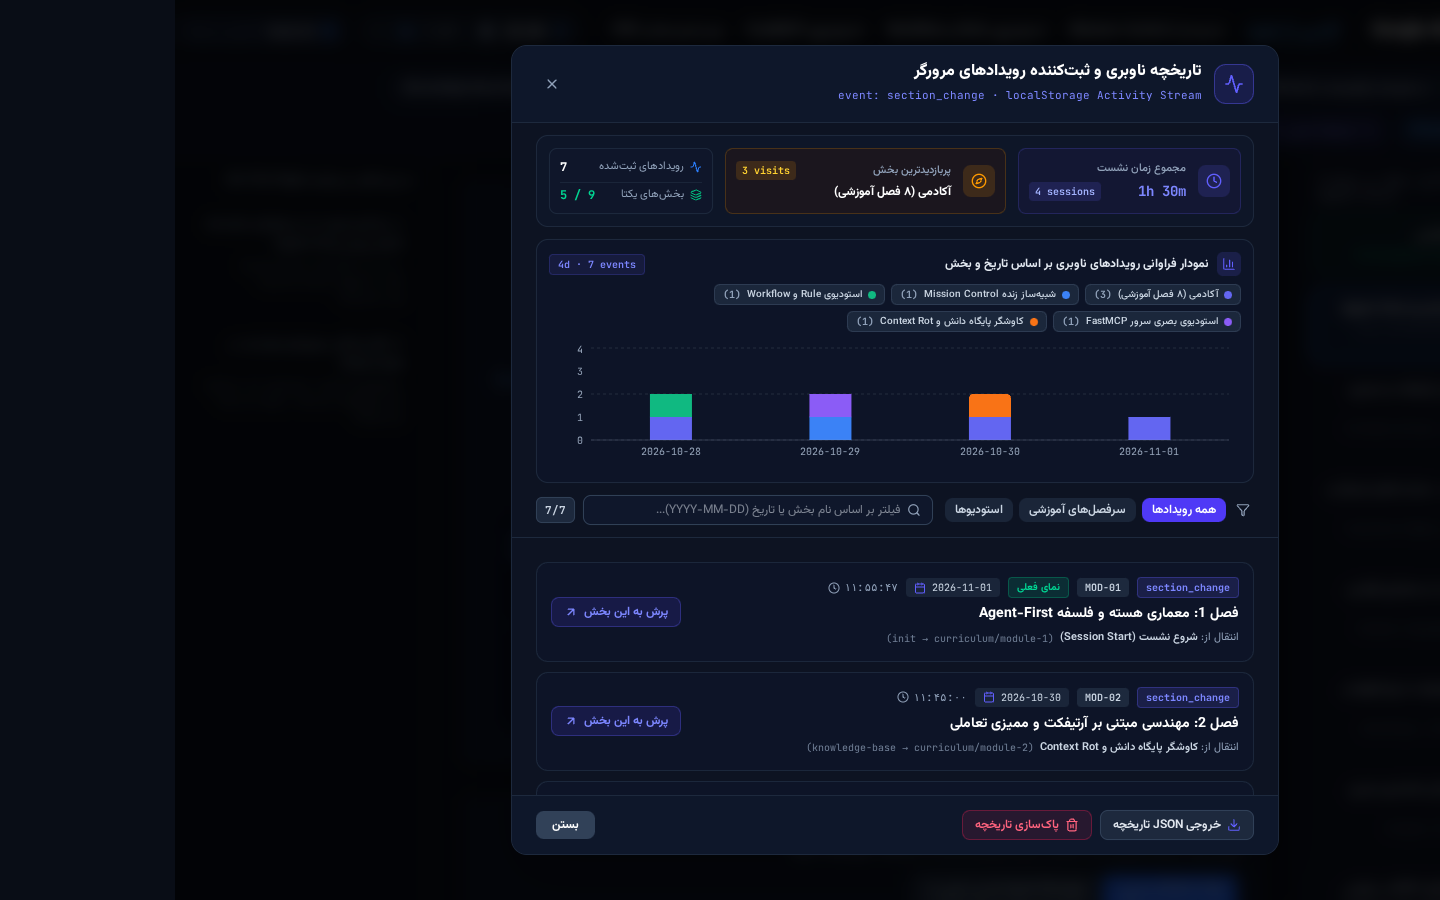 تاریخچه ناوبری و ثبت‌کننده رویدادهای مرورگر
event: section_change · localStorage Activity Stream
مجموع زمان نشست
1h 30m
4 sessions
پربازدیدترین بخش
3 visits
آکادمی (۸ فصل آموزشی)
رویدادهای ثبت‌شده
7
بخش‌های یکتا
5 / 9
نمودار فراوانی رویدادهای ناوبری بر اساس تاریخ و بخش
4d · 7 events
آکادمی (۸ فصل آموزشی) (3)
شبیه‌ساز زنده Mission Control (1)
استودیوی Rule و Workflow (1)
استودیوی بصری سرور FastMCP (1)
کاوشگر پایگاه دانش و Context Rot (1)
4
3
2
1
0
2026-10-28
2026-10-29
2026-10-30
2026-11-01
همه رویدادها
سرفصل‌های آموزشی
استودیوها
فیلتر بر اساس نام بخش یا تاریخ (YYYY-MM-DD)...
7/7
section_change
MOD-01
نمای فعلی
2026-11-01
۱۱:۵۵:۴۷
فصل 1: معماری هسته و فلسفه Agent-First
انتقال از: شروع نشست (Session Start) (init → curriculum/module-1)
پرش به این بخش
section_change
MOD-02
2026-10-30
۱۱:۴۵:۰۰
فصل 2: مهندسی مبتنی بر آرتیفکت و ممیزی تعاملی
انتقال از: کاوشگر پایگاه دانش و Context Rot (knowledge-base → curriculum/module-2)
پرش به این بخش
خروجی JSON تاریخچه
پاک‌سازی تاریخچه
بستن